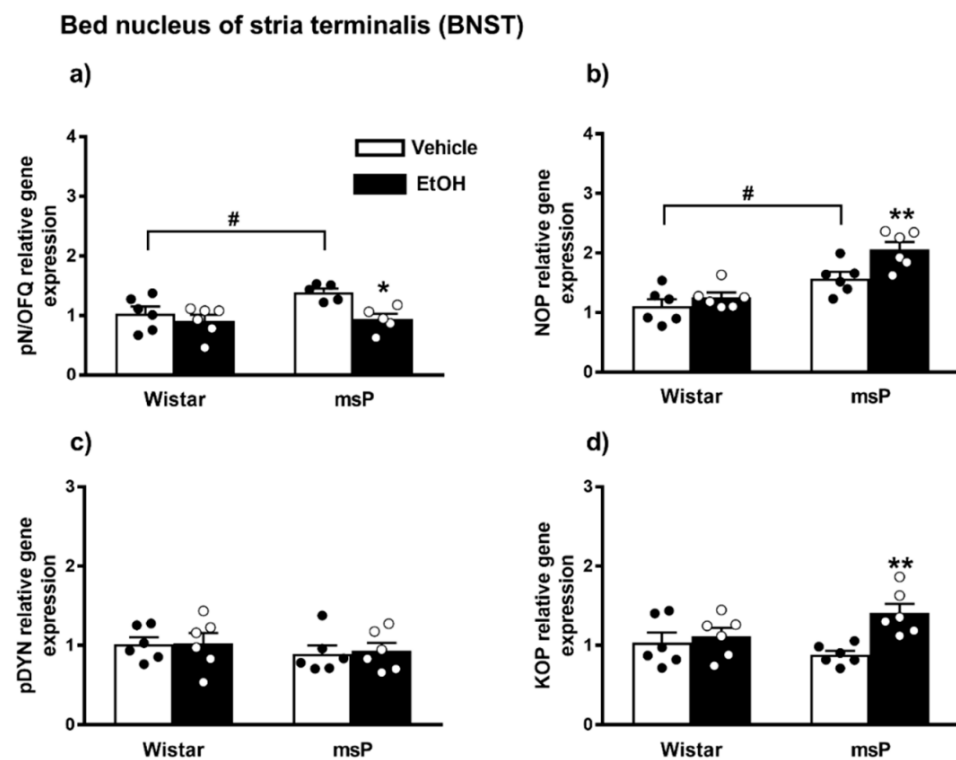 Bed nucleus of stria terminalis (BNST)
a)
pN/OFQ relative gene
expression
4
3
2
1
0
#
*
Vehicle
EtOH
Wistar
msP
b)
NOP relative gene
expression
4
3
2
1
0
#
**
Wistar
msP
c)
pDYN relative gene
expression
3
2
1
0
Wistar
msP
d)
KOP relative gene
expression
3
2
1
0
**
Wistar
msP